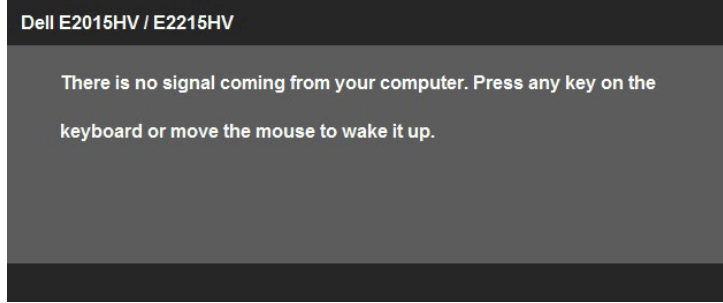 Dell E2015HV / E2215HV
There is no signal coming from your computer. Press any key on the
keyboard or move the mouse to wake it up.